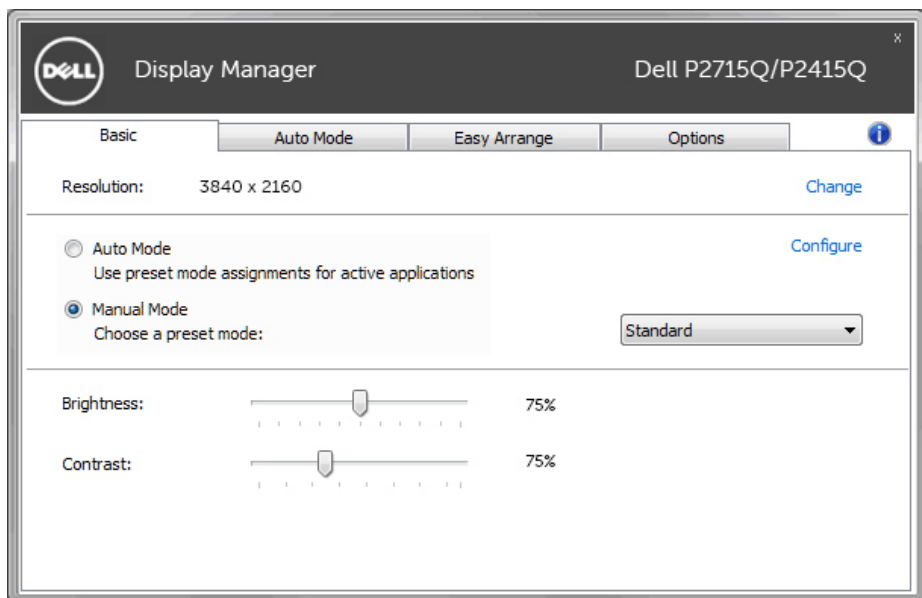 x
DELL Display Manager Dell P2715Q/P2415Q
Basic Auto Mode Easy Arrange Options i
Resolution: 3840 x 2160 Change
Auto Mode Configure
Use preset mode assignments for active applications
Manual Mode
Choose a preset mode: Standard
Brightness: 75%
Contrast: 75%